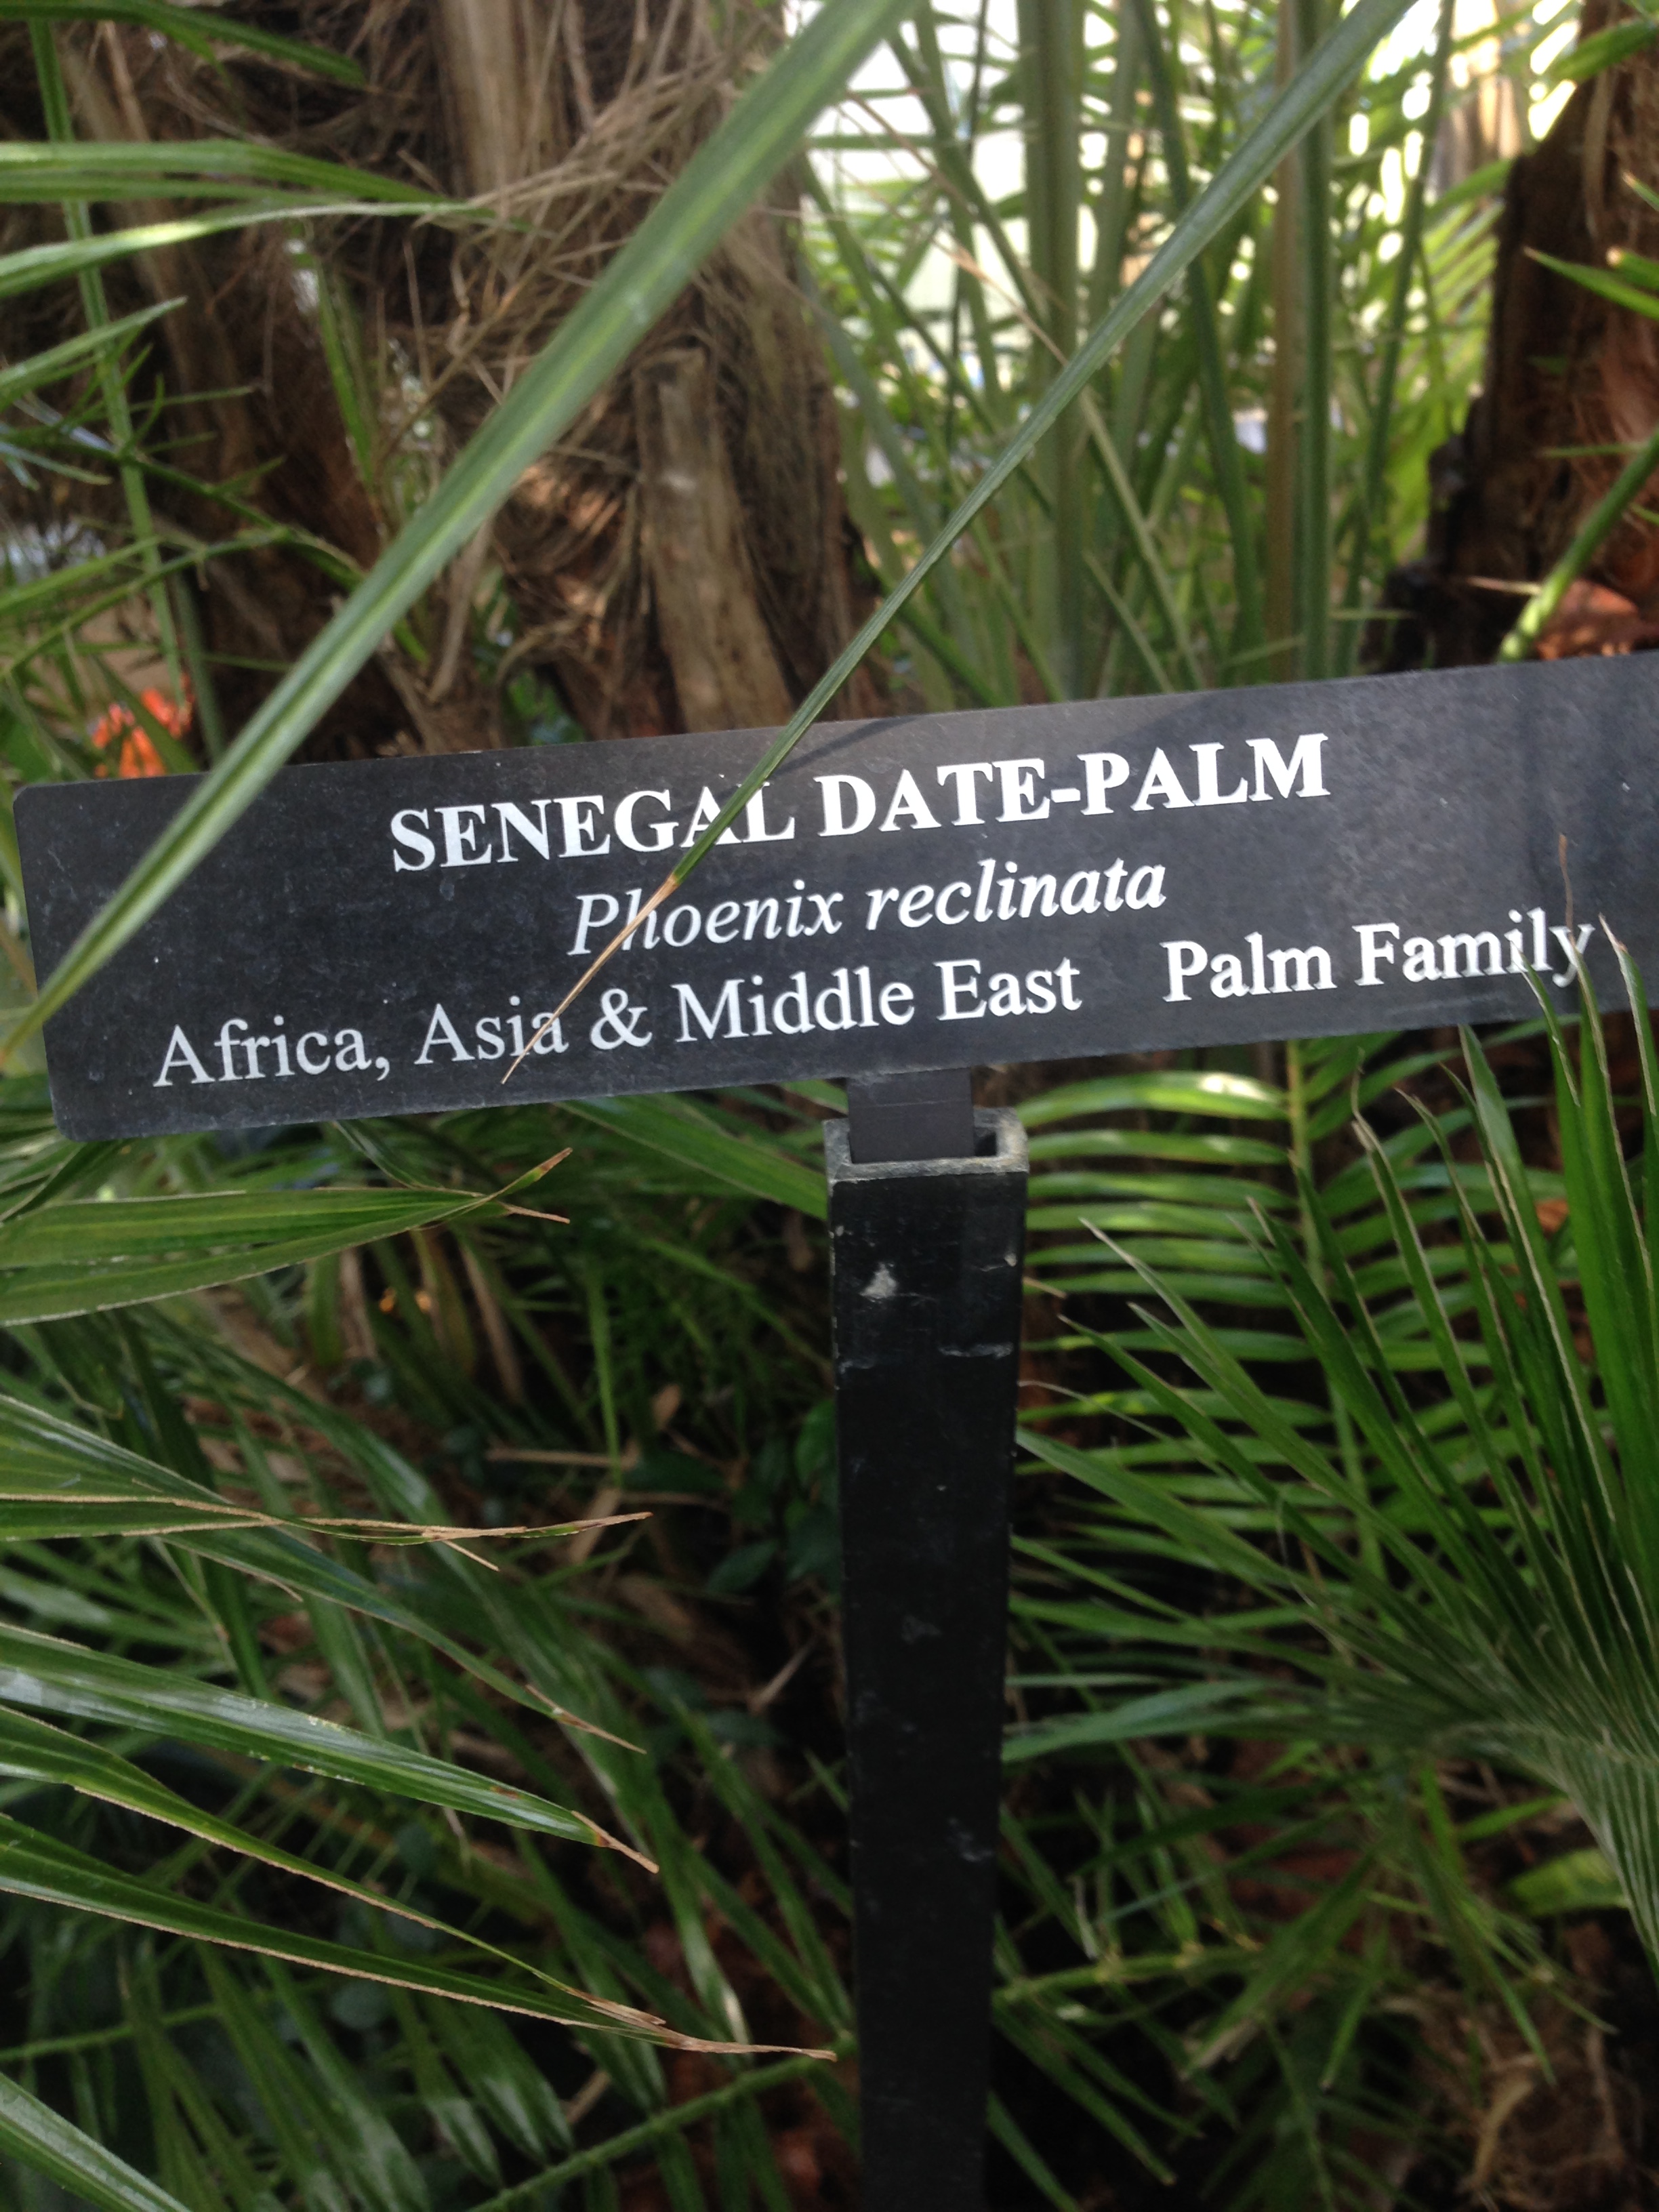 SENEGAL DATE-PALM
Phoenix reclinata
Africa, Asia & Middle East Palm Family